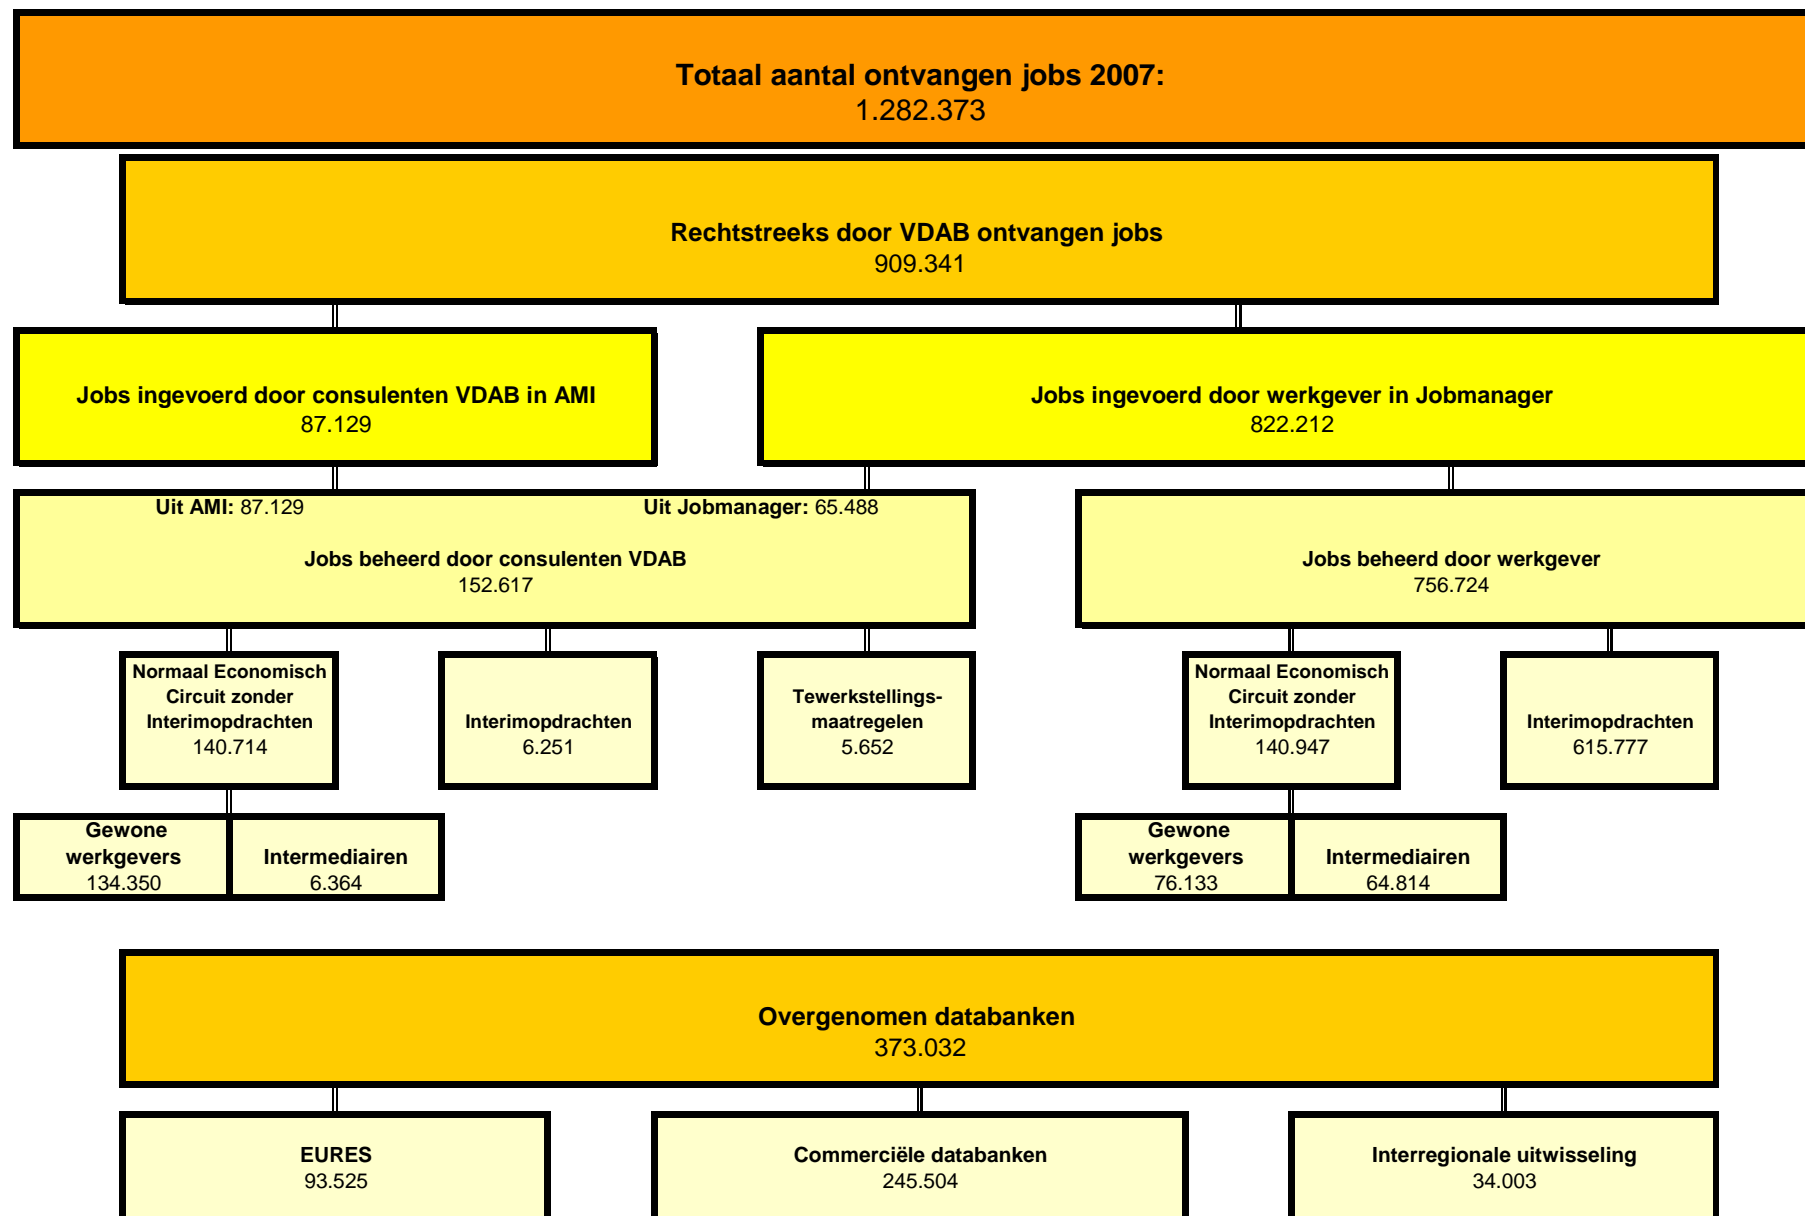 Totaal aantal ontvangen jobs 2007:
1.282.373
Rechtstreeks door VDAB ontvangen jobs
909.341
Jobs ingevoerd door consulenten VDAB in AMI
87.129
Jobs ingevoerd door werkgever in Jobmanager
822.212
Uit AMI: 87.129
Uit Jobmanager: 65.488
Jobs beheerd door consulenten VDAB
152.617
Jobs beheerd door werkgever
756.724
Normaal Economisch
Circuit zonder
Interimopdrachten
140.714
Interimopdrachten
6.251
Tewerkstellings-
maatregelen
5.652
Normaal Economisch
Circuit zonder
Interimopdrachten
140.947
Interimopdrachten
615.777
Gewone
werkgevers
134.350
Intermediairen
6.364
Gewone
werkgevers
76.133
Intermediairen
64.814
Overgenomen databanken
373.032
EURES
93.525
Commerciële databanken
245.504
Interregionale uitwisseling
34.003